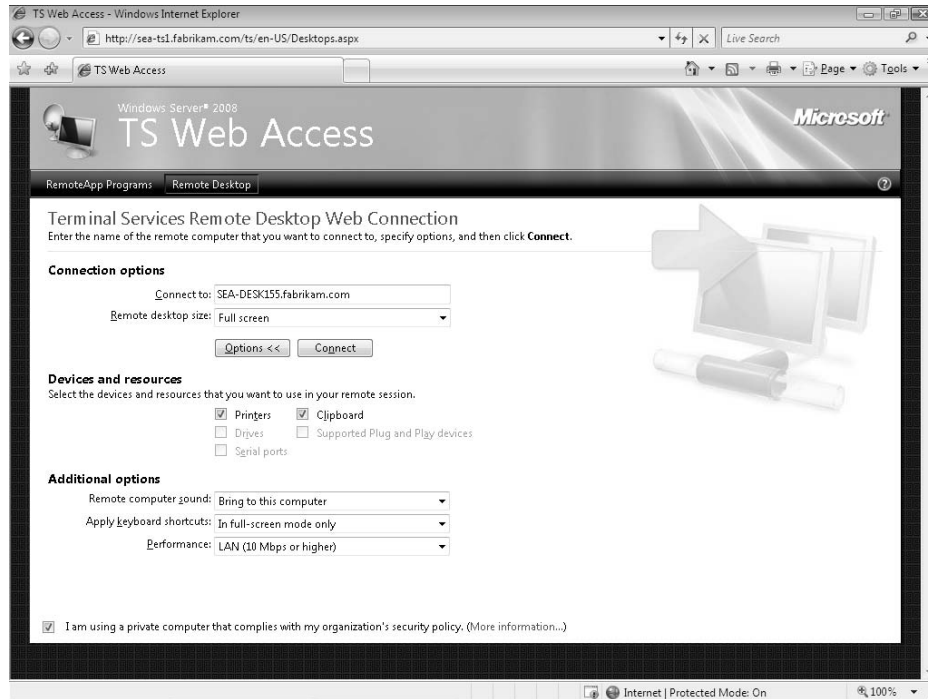 TS Web Access - Windows Internet Explorer
http://sea-ts1.fabrikam.com/ts/en-US/Desktops.aspx
Live Search
TS Web Access
Page
Tools
Windows Server® 2008
TS Web Access
Microsoft
RemoteApp Programs
Remote Desktop
Terminal Services Remote Desktop Web Connection
Enter the name of the remote computer that you want to connect to, specify options, and then click Connect.
Connection options
Connect to: SEA-DESK155.fabrikam.com
Remote desktop size: Full screen
Options << Connect
Devices and resources
Select the devices and resources that you want to use in your remote session.
Printers Clipboard
Drives Supported Plug and Play devices
Serial ports
Additional options
Remote computer sound: Bring to this computer
Apply keyboard shortcuts: In full-screen mode only
Performance: LAN (10 Mbps or higher)
I am using a private computer that complies with my organization's security policy. (More information...)
Internet | Protected Mode: On
100%